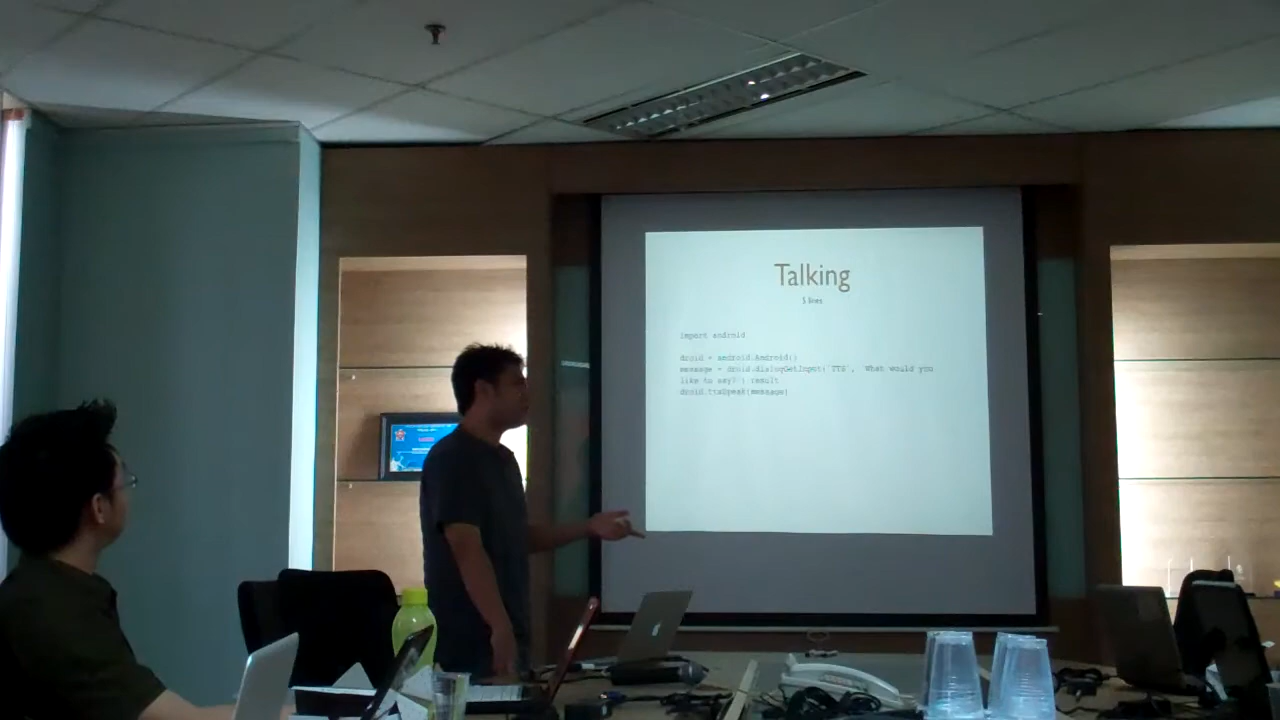 Talking
5 lines
import android
droid = android.Android()
message = droid.dialogGetInput('TTS', 'What would you
like to say?').result
droid.ttsSpeak(message)